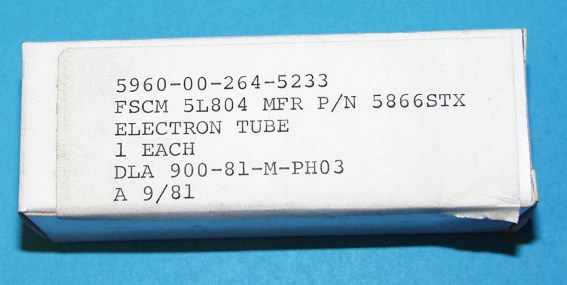 5960-00-264-5233
FSCM 5L804 MFR P/N 5866STX
ELECTRON TUBE
1 EACH
DLA 900-81-M-PH03
A 9/81